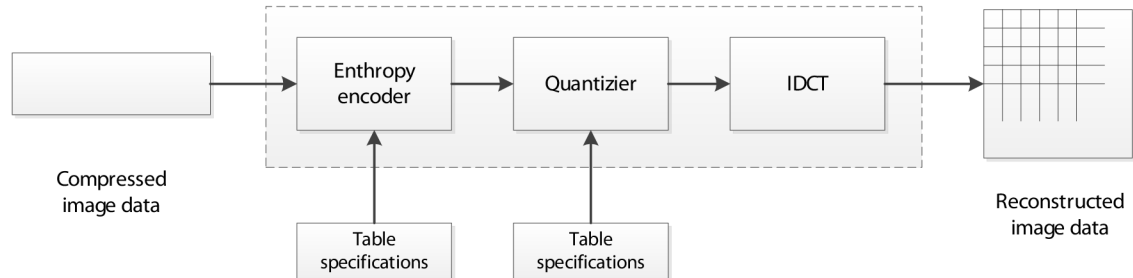 Enthropy
encoder
Quantizier
IDCT
Compressed
image data
Table
specifications
Table
specifications
Reconstructed
image data